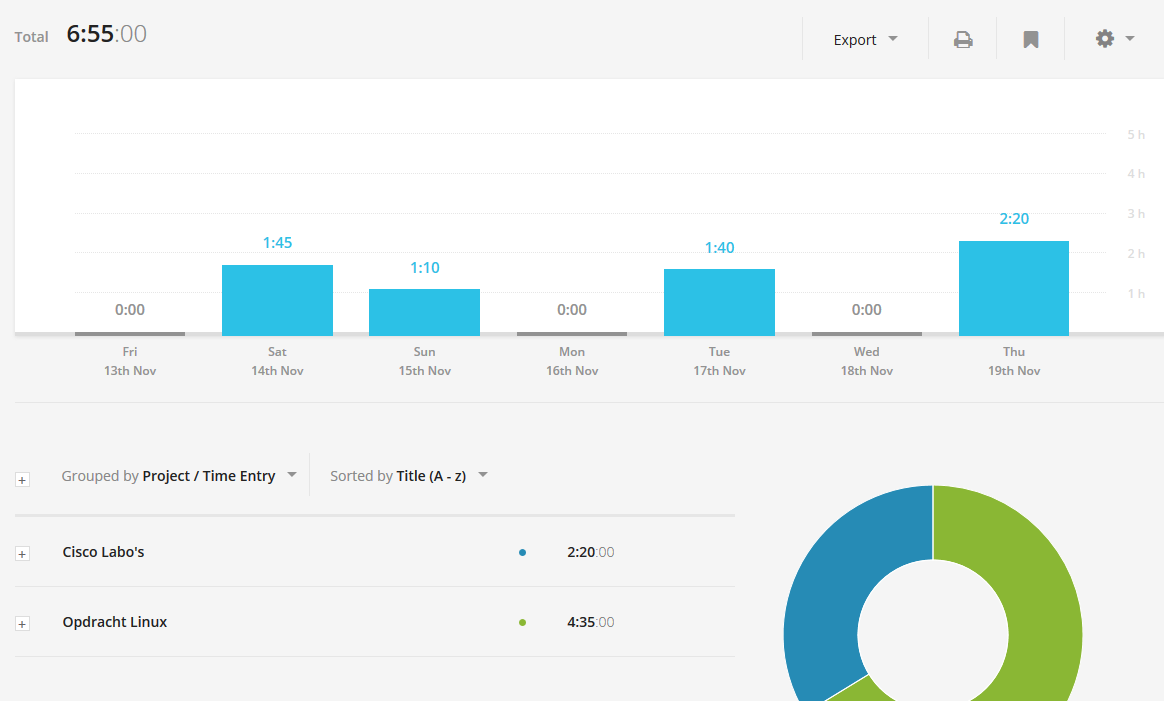 Total 6:55:00
Export
5 h
4 h
3 h
2 h
1 h
0:00 1:45 1:10 0:00 1:40 0:00 2:20
Fri Sat Sun Mon Tue Wed Thu
13th Nov 14th Nov 15th Nov 16th Nov 17th Nov 18th Nov 19th Nov
Grouped by Project / Time Entry Sorted by Title (A - z)
Cisco Labo's 2:20:00
Opdracht Linux 4:35:00